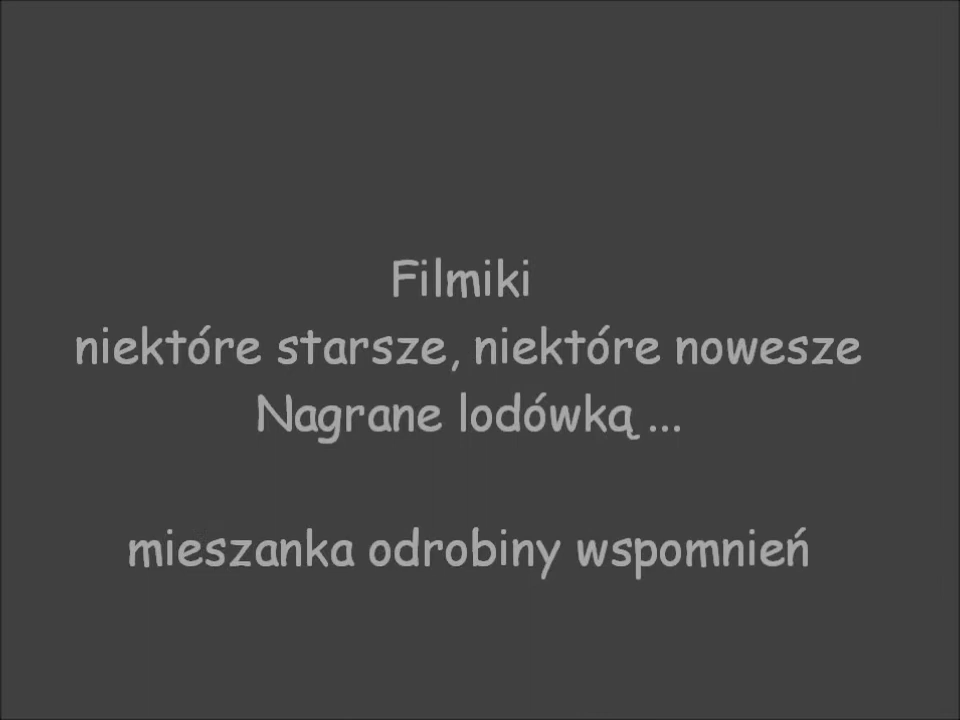 Filmiki
niektóre starsze, niektóre nowesze
Nagrane lodówką ...
mieszanka odrobiny wspomnień